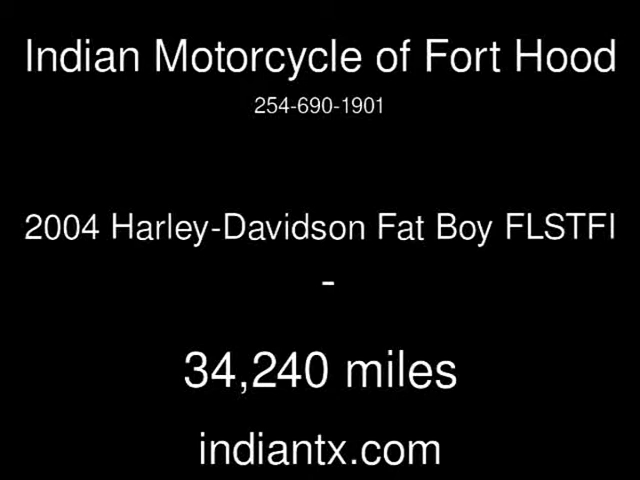 Indian Motorcycle of Fort Hood
254-690-1901
2004 Harley-Davidson Fat Boy FLSTFI
-
34,240 miles
indiantx.com